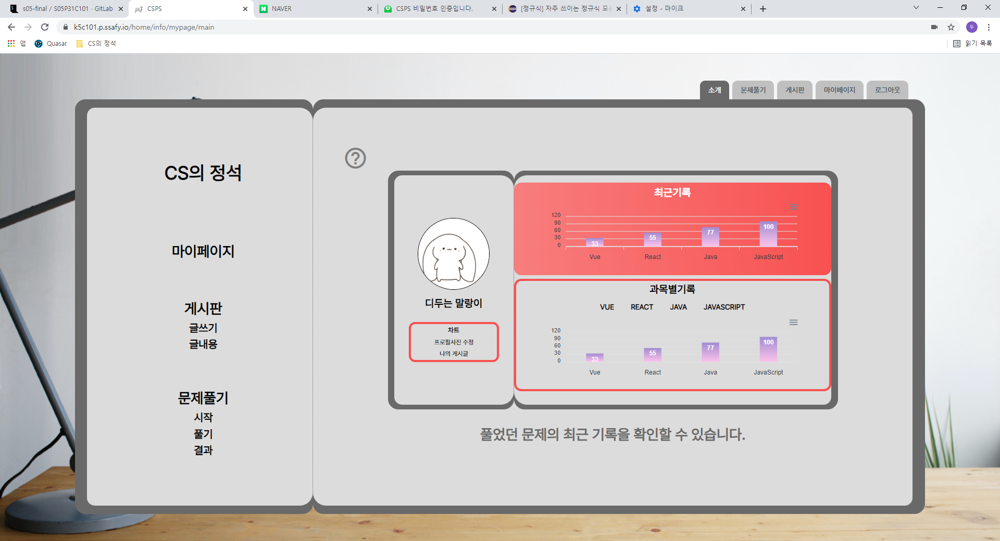 s05-final / S05P31C101 · GitLab
CSPS
NAVER
CSPS 비밀번호 인증입니다.
[정규식] 자주 쓰이는 정규식 모음
설정 - 마이크
k5c101.p.ssafy.io/home/info/mypage/main
두
앱
Quasar
CS의 정석
읽기 목록
소개
문제풀기
게시판
마이페이지
로그아웃
CS의 정석
마이페이지
게시판
글쓰기
글내용
문제풀기
시작
풀기
결과
디두는 말랑이
차트
프로필사진 수정
나의 게시글
최근기록
120
90
60
30
0
33
55
77
100
Vue
React
Java
JavaScript
과목별기록
VUE REACT JAVA JAVASCRIPT
120
90
60
30
0
33
55
77
100
Vue
React
Java
JavaScript
풀었던 문제의 최근 기록을 확인할 수 있습니다.